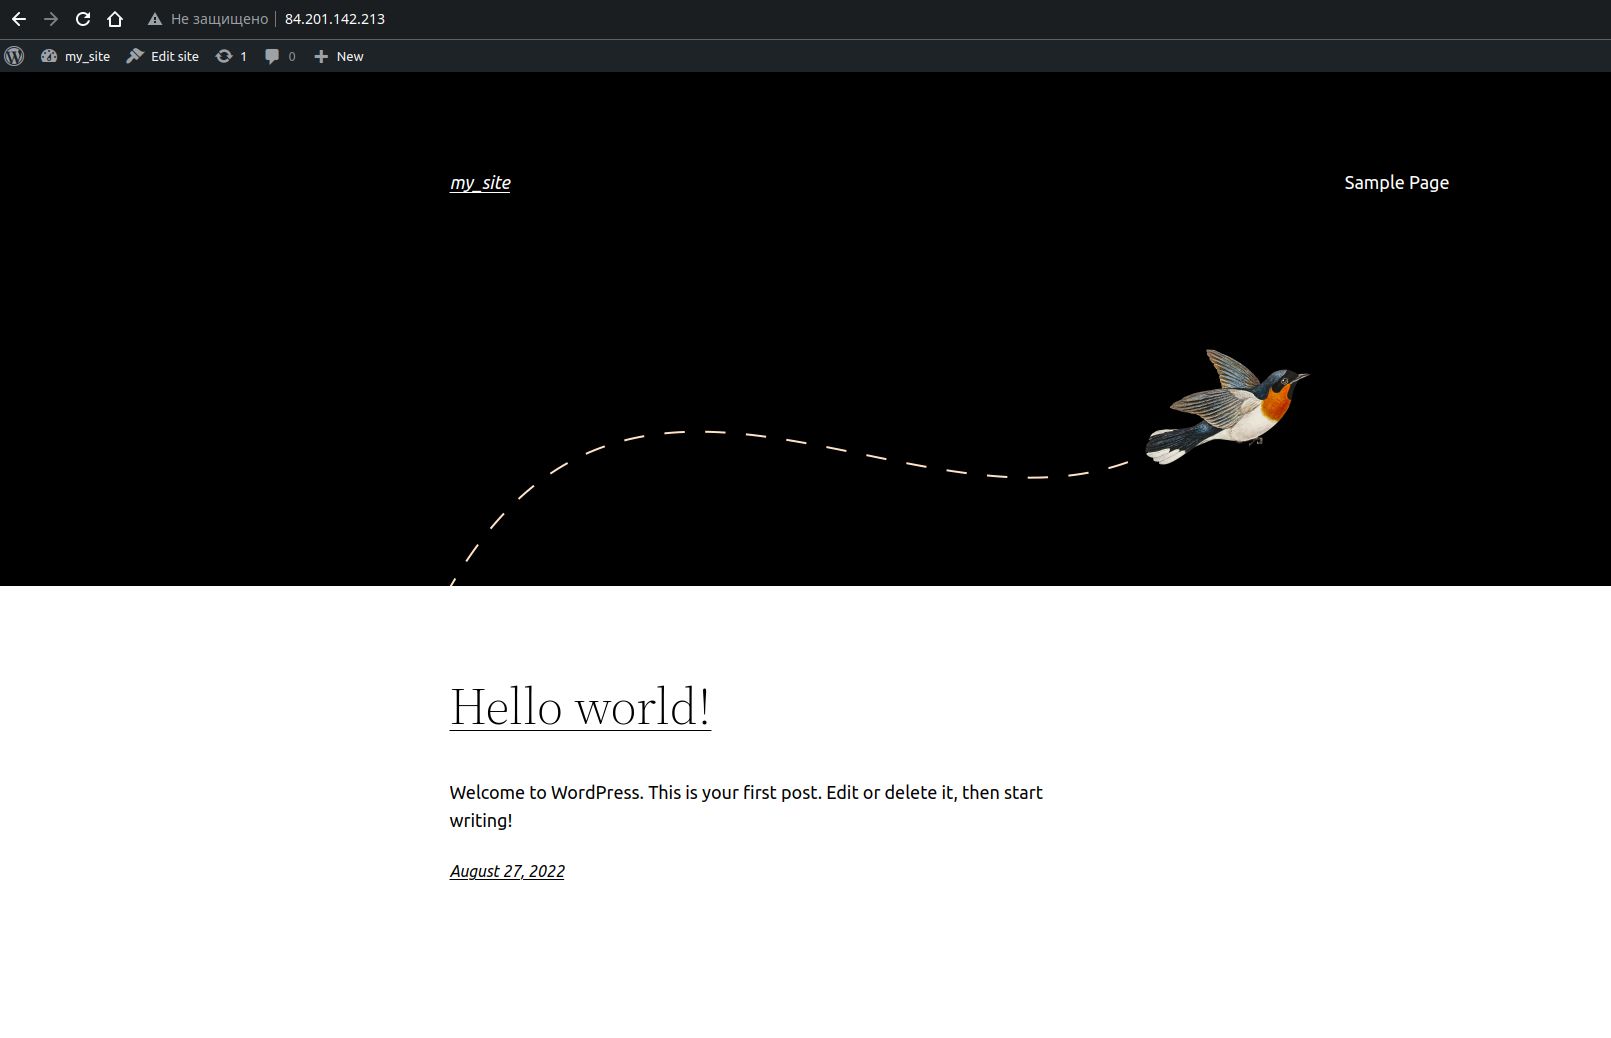 Не защищено 84.201.142.213
my_site Edit site 1 0 New
my_site Sample Page
Hello world!
Welcome to WordPress. This is your first post. Edit or delete it, then start
writing!
August 27, 2022